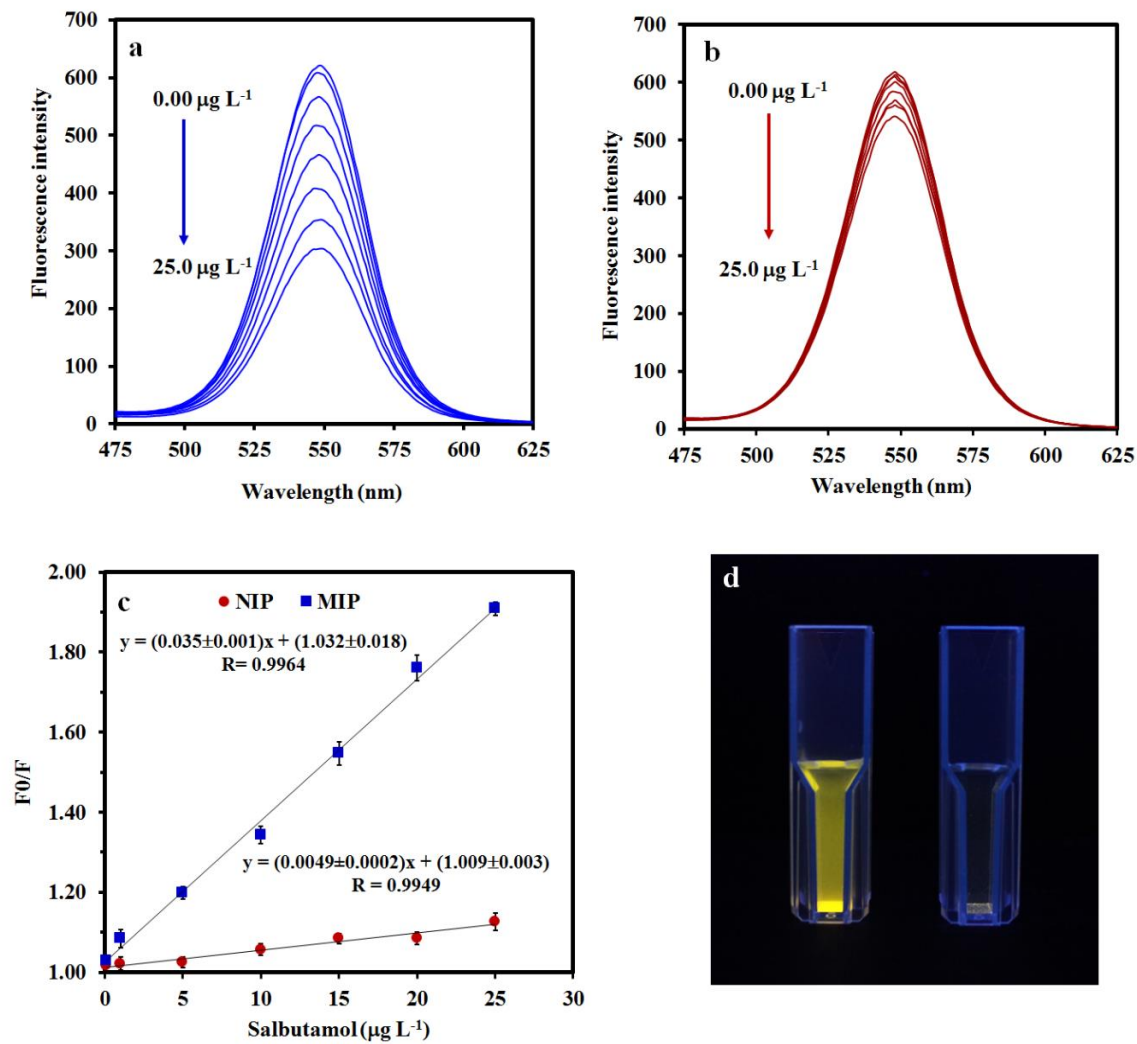 a
700
600
500
400
300
200
100
0
Fluorescence intensity
0.00 µg L⁻¹
25.0 µg L⁻¹
475 500 525 550 575 600 625
Wavelength (nm)
b
700
600
500
400
300
200
100
0
Fluorescence intensity
0.00 µg L⁻¹
25.0 µg L⁻¹
475 500 525 550 575 600 625
Wavelength (nm)
c
2.00
1.80
1.60
1.40
1.20
1.00
F0/F
NIP MIP
y = (0.035±0.001)x + (1.032±0.018)
R= 0.9964
y = (0.0049±0.0002)x + (1.009±0.003)
R = 0.9949
0 5 10 15 20 25 30
Salbutamol (µg L⁻¹)
d